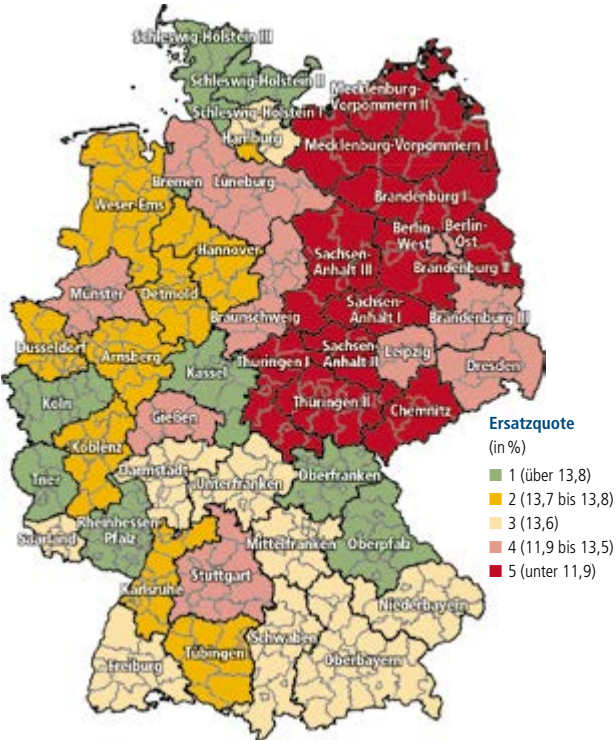 Schleswig-Holstein III
Schleswig-Holstein II
Schleswig-Holstein I
Hamburg
Mecklenburg-
Vorpommern II
Mecklenburg-Vorpommern I
Bremen
Lüneburg
Brandenburg I
Weser-Ems
Berlin-
West
Berlin-
Ost
Hannover
Sachsen-
Anhalt III
Brandenburg II
Münster
Detmold
Braunschweig
Sachsen-
Anhalt I
Brandenburg III
Düsseldorf
Arnsberg
Kassel
Thüringen I
Sachsen-
Anhalt II
Leipzig
Dresden
Köln
Gießen
Thüringen II
Chemnitz
Koblenz
Trier
Darmstadt
Unterfranken
Oberfranken
Saarland
Rheinhessen-
Pfalz
Mittelfranken
Oberpfalz
Karlsruhe
Stuttgart
Niederbayern
Freiburg
Tübingen
Schwaben
Oberbayern
Ersatzquote
(in %)
1 (über 13,8)
2 (13,7 bis 13,8)
3 (13,6)
4 (11,9 bis 13,5)
5 (unter 11,9)